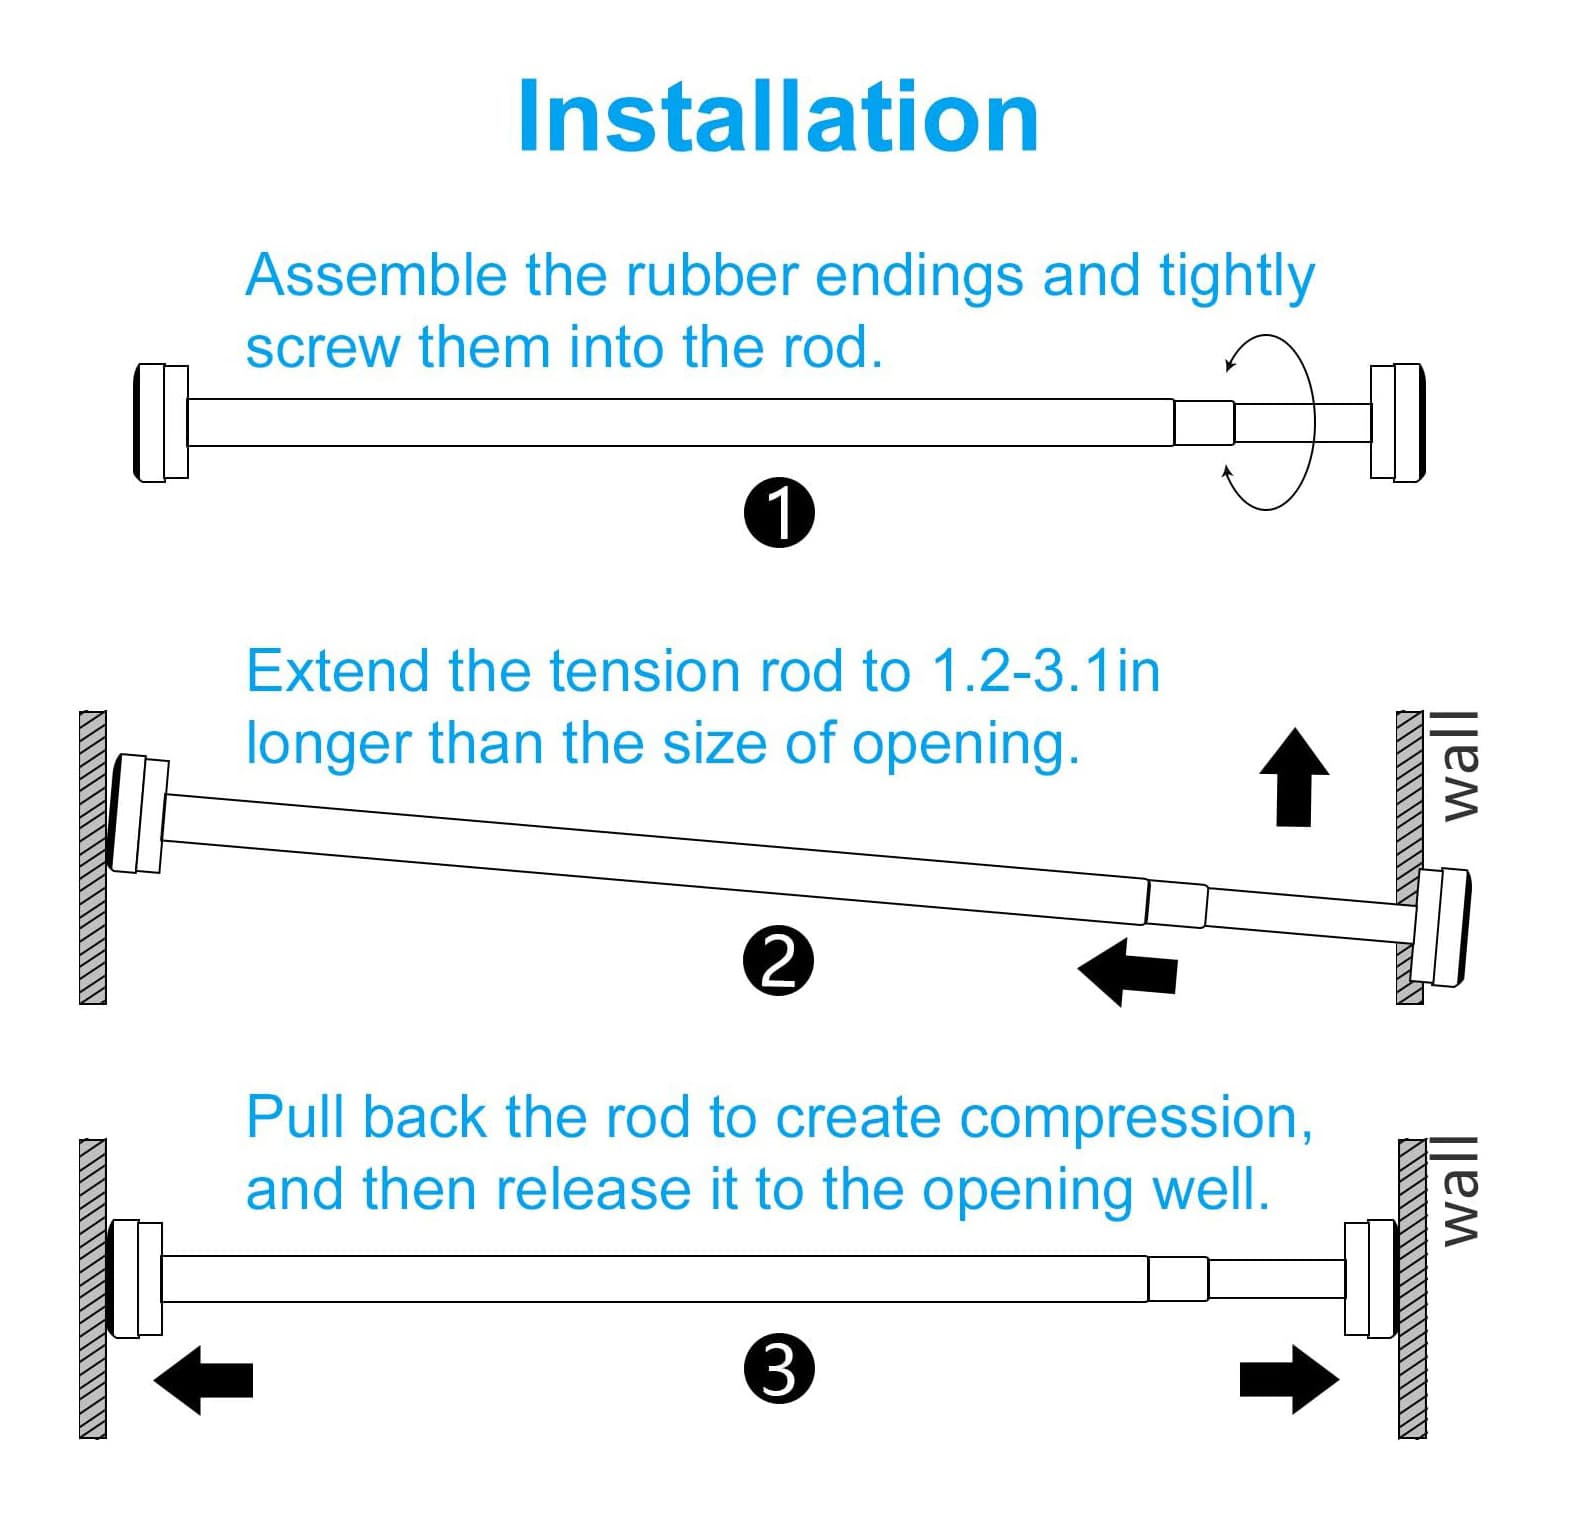 Installation
Assemble the rubber endings and tightly
screw them into the rod.
1
Extend the tension rod to 1.2-3.1in
longer than the size of opening.
wall
2
Pull back the rod to create compression,
and then release it to the opening well.
wall
3